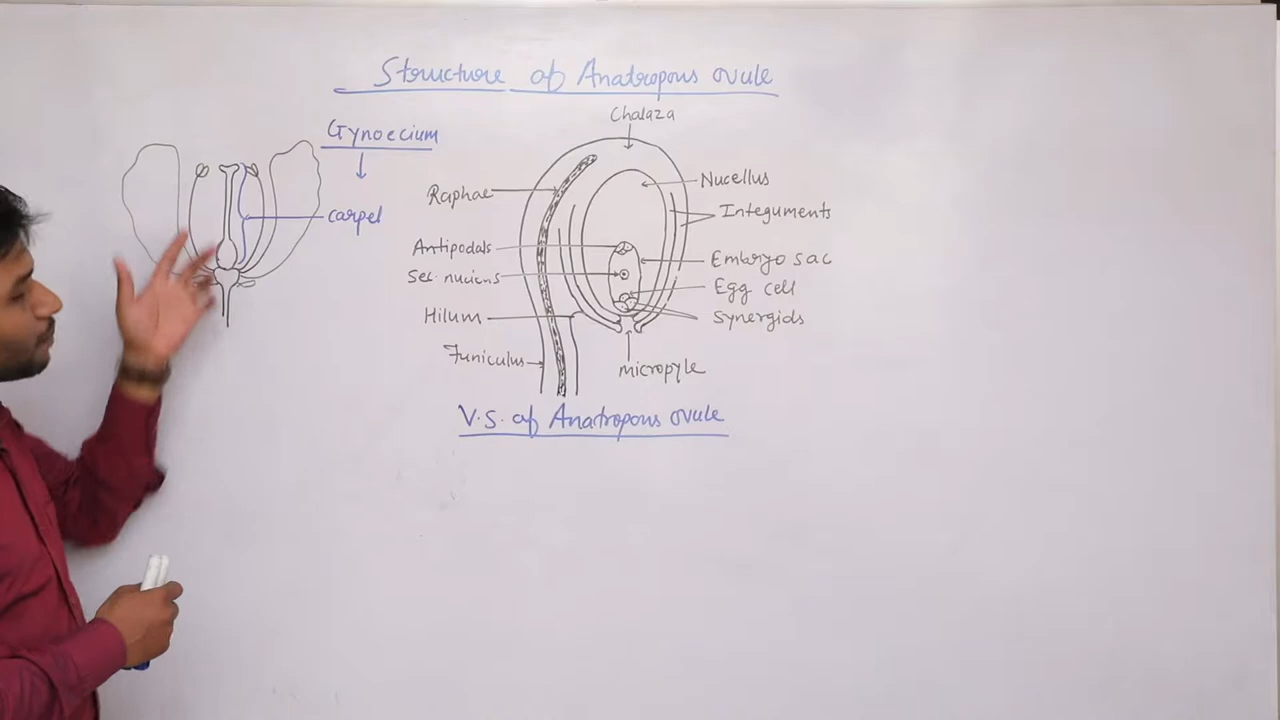 Structure of Anatropous ovule
Gynoecium
carpel
Chalaza
Raphae
Nucellus
Integuments
Antipodals
Embryo sac
Sec. nucleus
Egg cell
Hilum
Synergids
Funiculus
micropyle
V.S. of Anatropous ovule